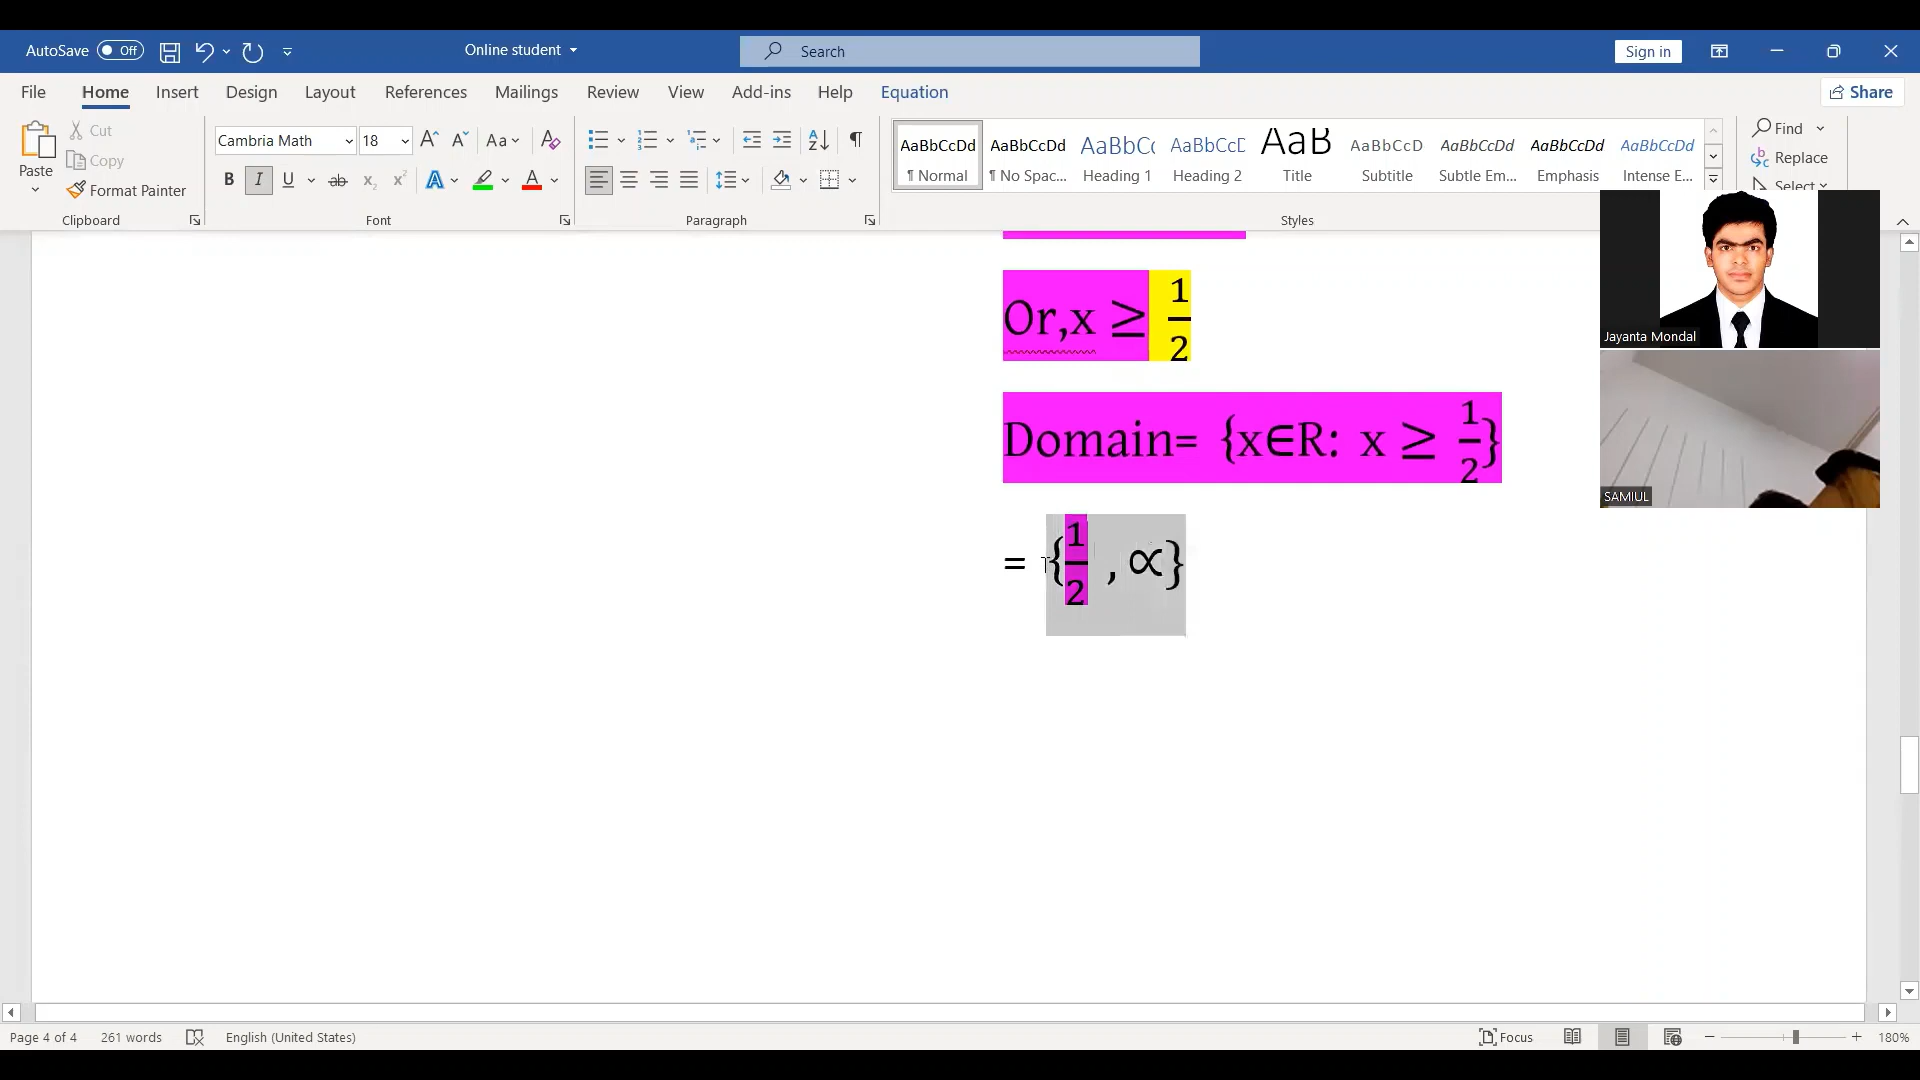 AutoSave Off Online student Search Sign in
File Home Insert Design Layout References Mailings Review View Add-ins Help Equation Share
Paste Cut Copy Format Painter
Clipboard
Cambria Math 18
Font
Paragraph
AaBbCcDd AaBbCcDd AaBbCc AaBbCcE AaB AaBbCcD AaBbCcDd AaBbCcDd AaBbCcDd
¶ Normal ¶ No Spac... Heading 1 Heading 2 Title Subtitle Subtle Em... Emphasis Intense E...
Styles
Find
Replace
Select
Jayanta Mondal
SAMIUL
Or,x ≥ 1/2
Domain= {x∈R: x ≥ 1/2}
= {1/2 ,∝}
Page 4 of 4 261 words English (United States) Focus 180%